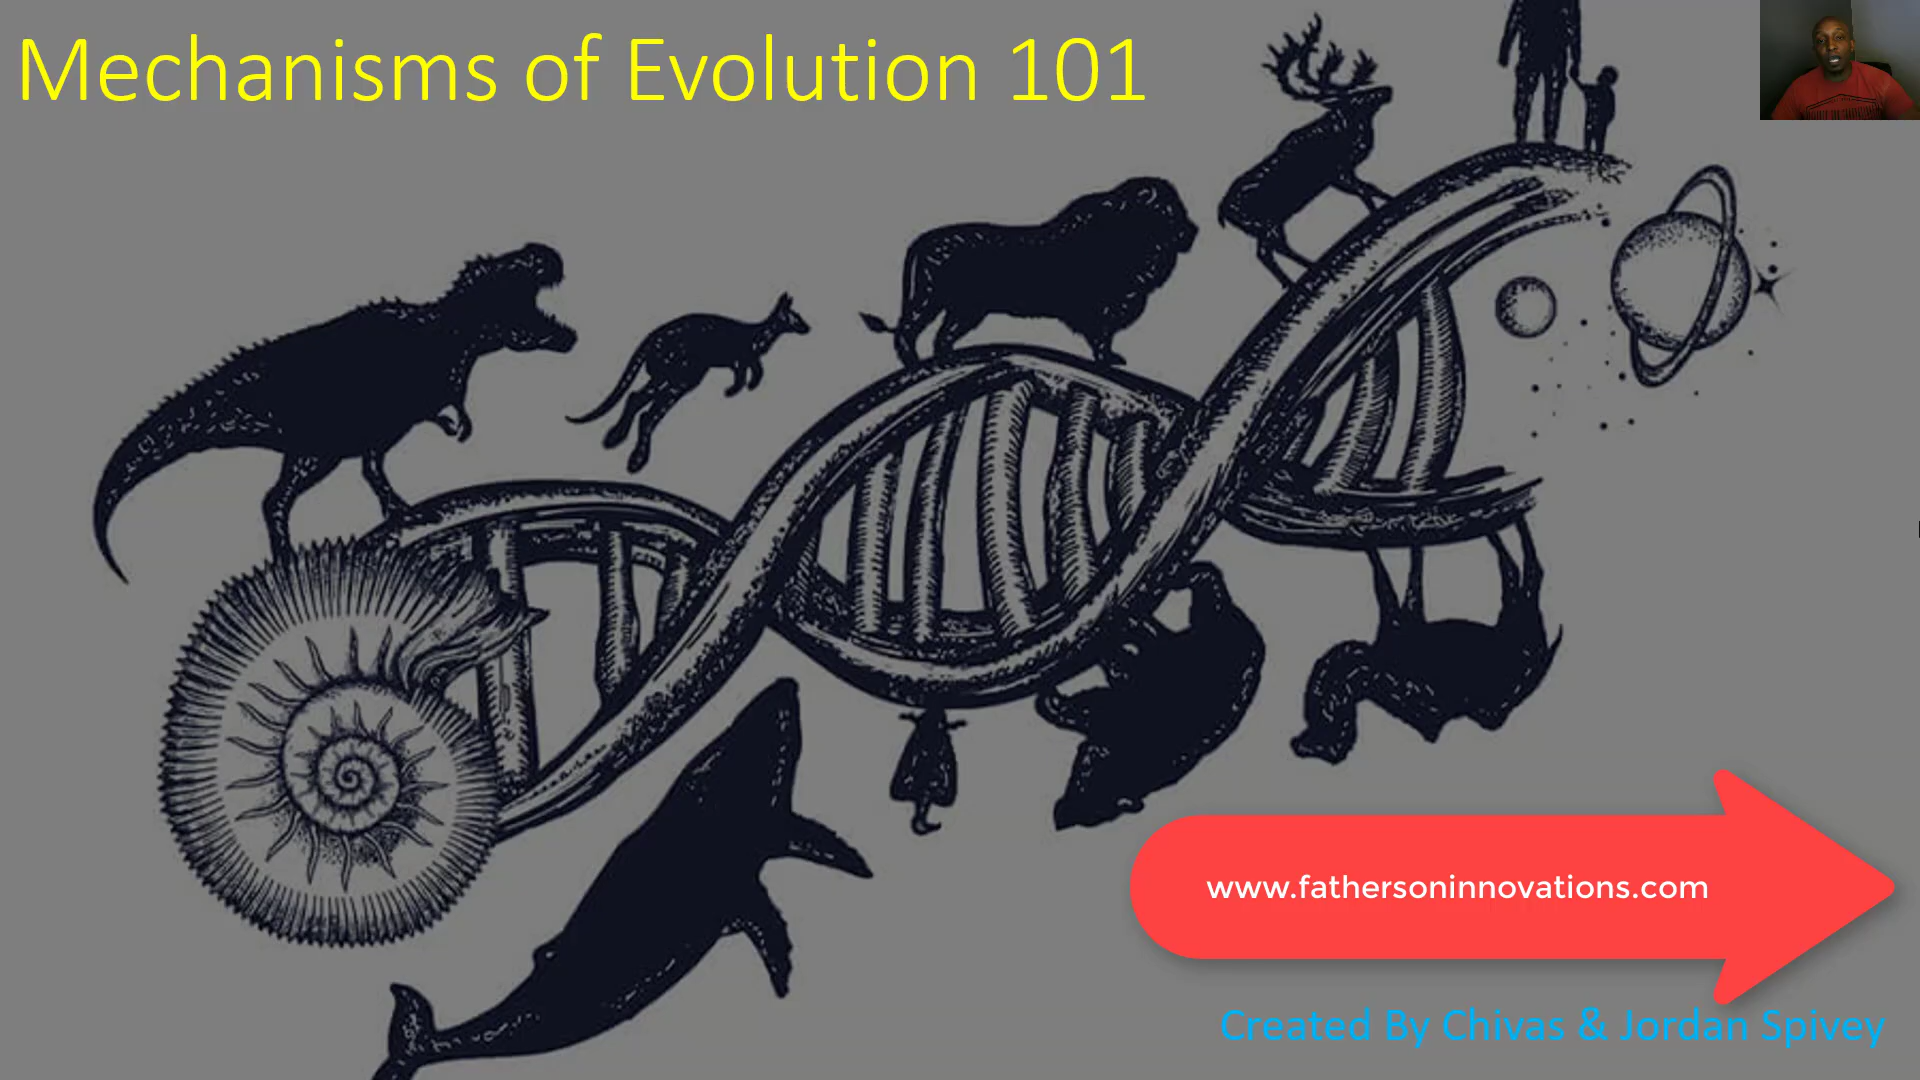 Mechanisms of Evolution 101
www.fathersoninnovations.com
Created By Chivas & Jordan Spivey